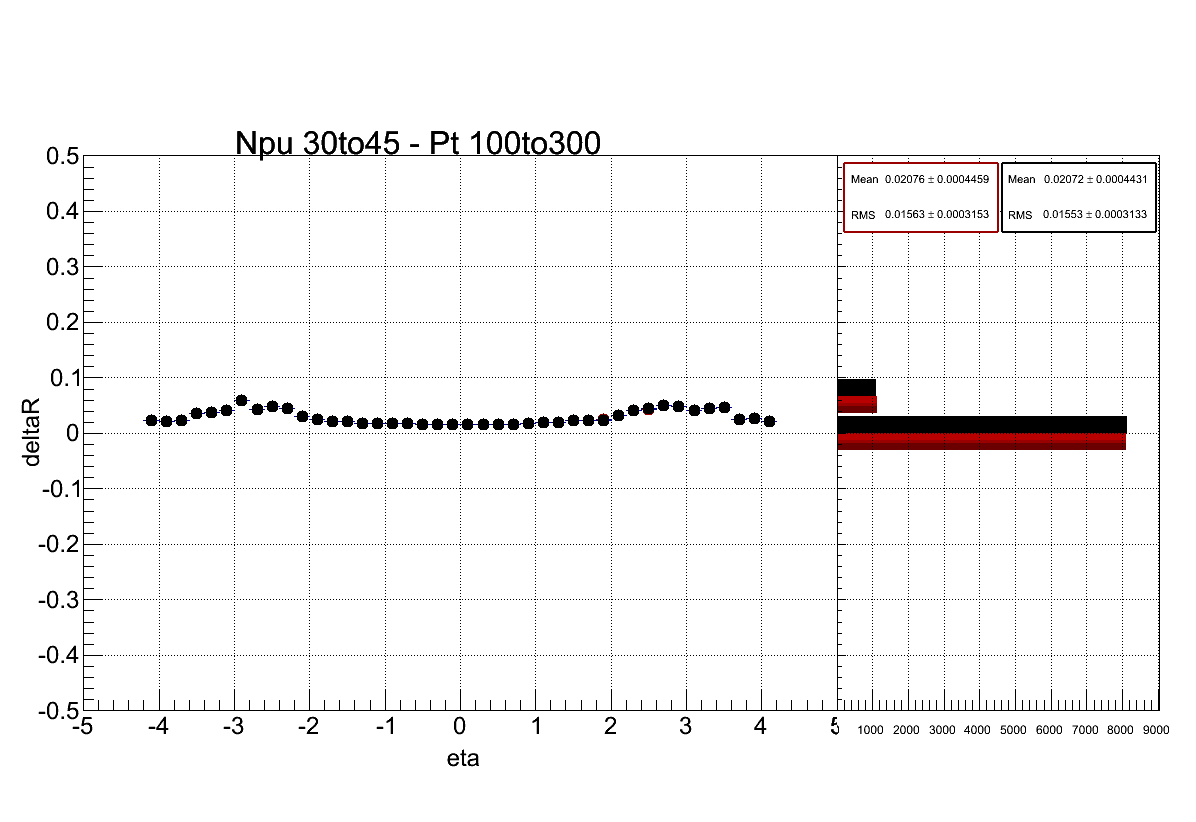 Npu 30to45 - Pt 100to300
0.5
0.4
0.3
0.2
0.1
0
-0.1
-0.2
-0.3
-0.4
-0.5
deltaR
-5 -4 -3 -2 -1 0 1 2 3 4
eta
Mean 0.02076 ± 0.0004459
RMS 0.01563 ± 0.0003153
Mean 0.02072 ± 0.0004431
RMS 0.01553 ± 0.0003133
1000 2000 3000 4000 5000 6000 7000 8000 9000